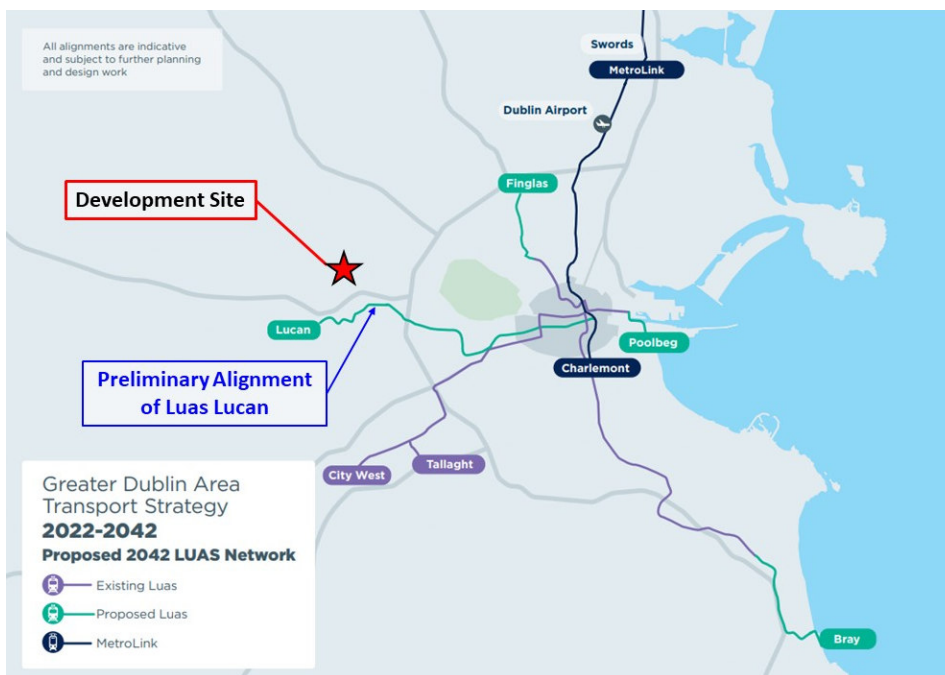 All alignments are indicative
and subject to further planning
and design work
Swords
MetroLink
Dublin Airport
Finglas
Development Site
Lucan
Poolbeg
Preliminary Alignment
of Luas Lucan
Charlemont
City West
Tallaght
Greater Dublin Area
Transport Strategy
2022-2042
Proposed 2042 LUAS Network
Existing Luas
Proposed Luas
MetroLink
Bray